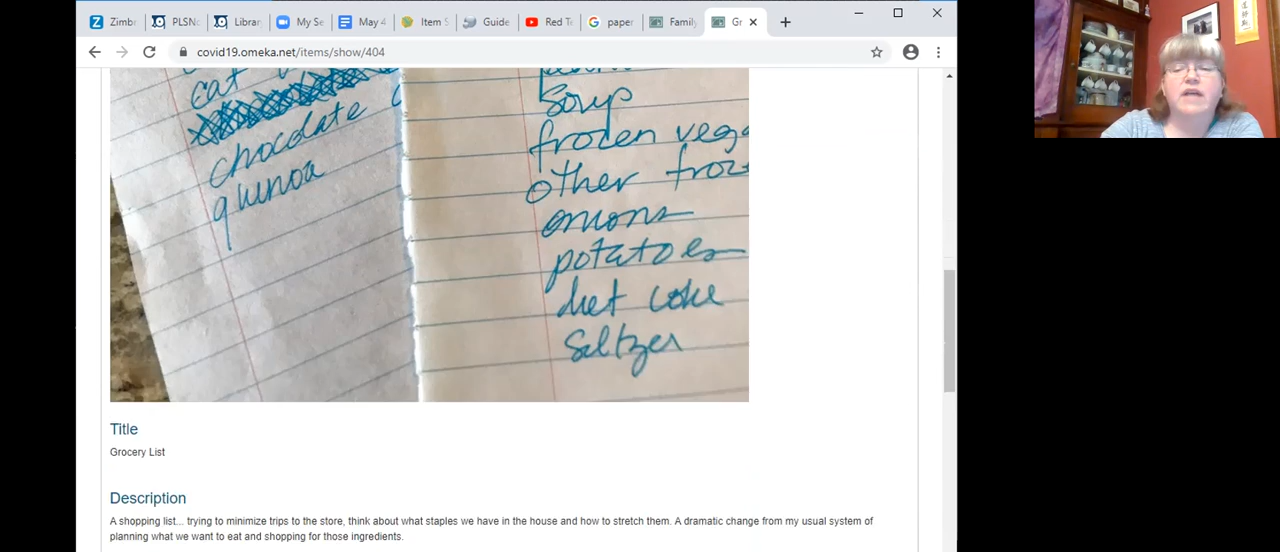 Zimbr
PLSNC
Librar
My Se
May 4
Item S
Guide
Red Te
paper
Family
Gr
covid19.omeka.net/items/show/404
cat
chocolate
quinoa
Soup
frozen vegg
other froz
onions
potatoes
diet coke
Seltzer
Title
Grocery List
Description
A shopping list... trying to minimize trips to the store, think about what staples we have in the house and how to stretch them. A dramatic change from my usual system of
planning what we want to eat and shopping for those ingredients.